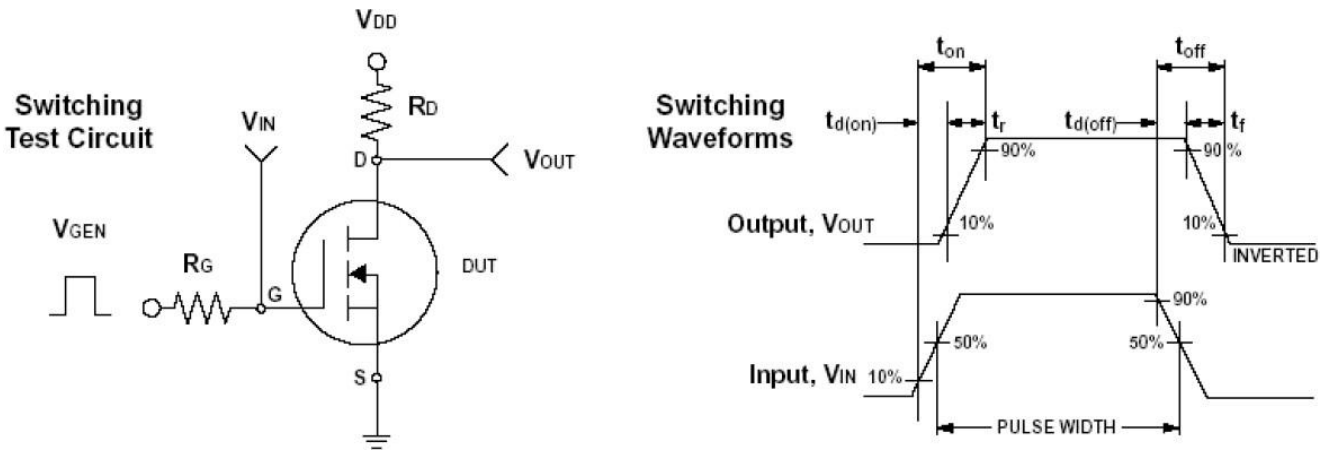 Switching
Test Circuit
VDD
RD
VIN
D
VOUT
VGEN
RG
G
DUT
S
Switching
Waveforms
ton
toff
td(on)
tr
td(off)
tf
90%
90%
Output, VOUT
10%
10%
INVERTED
90%
50%
50%
Input, VIN
10%
PULSE WIDTH